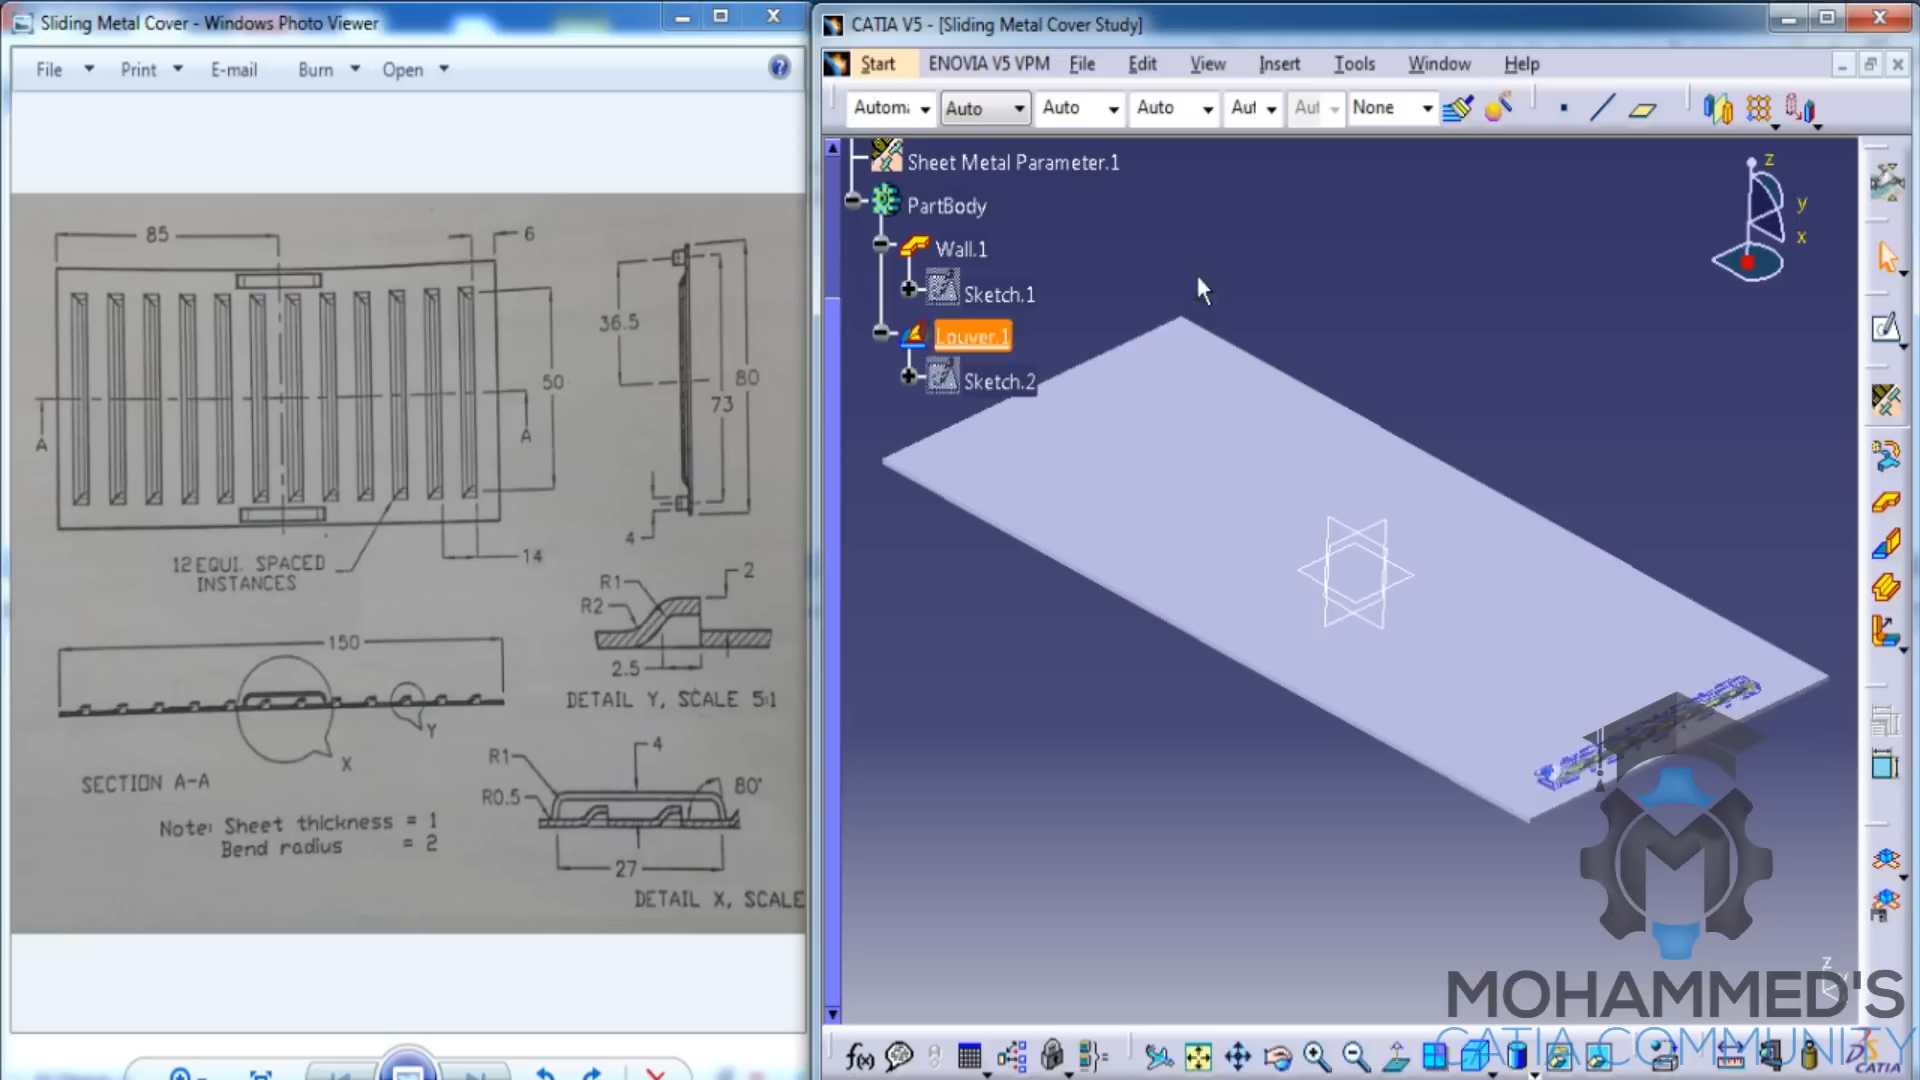 Sliding Metal Cover - Windows Photo Viewer
File Print E-mail Burn Open
85
6
36.5
50
80
73
A
A
4
12 EQUI. SPACED
INSTANCES
14
R1
R2
2
2.5
DETAIL Y, SCALE 5:1
150
Y
X
SECTION A-A
Note: Sheet thickness = 1
Bend radius = 2
R1
4
R0.5
80°
27
DETAIL X, SCALE
CATIA V5 - [Sliding Metal Cover Study]
Start ENOVIA V5 VPM File Edit View Insert Tools Window Help
Automa Auto Auto Auto Aut Aut None
Sheet Metal Parameter.1
PartBody
Wall.1
Sketch.1
Louver.1
Sketch.2
z
y
x
z
MOHAMMED'S
CATIA COMMUNITY
f(x)
CATIA